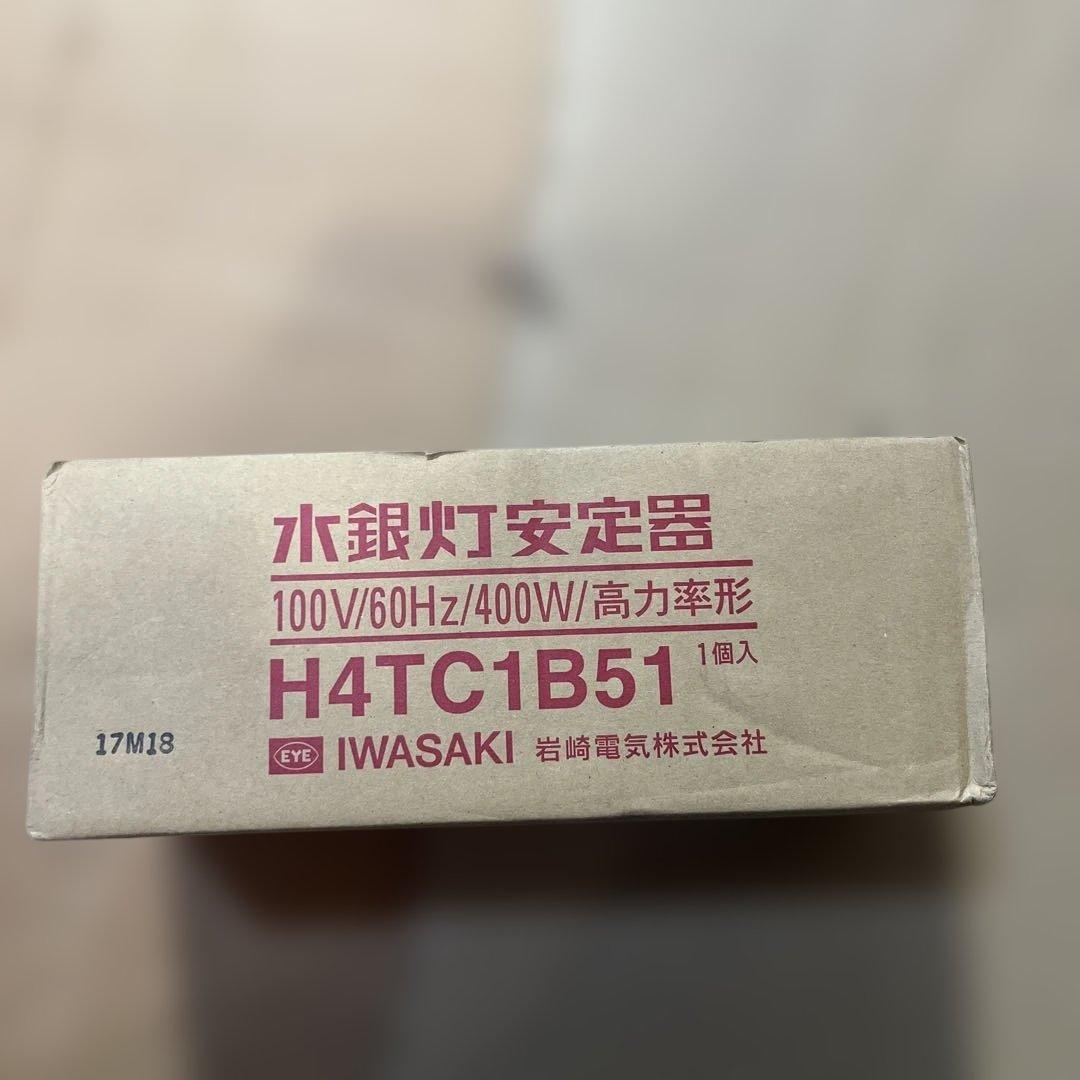 水銀灯安定器
100V/60Hz/400W/高力率形
H4TC1B51 1個入
17M18
EYE IWASAKI 岩崎電気株式会社